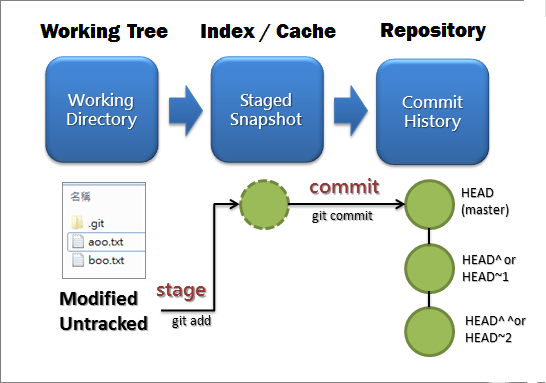 Working Tree
Index / Cache
Repository
Working
Directory
Staged
Snapshot
Commit
History
名稱
.git
aoo.txt
boo.txt
Modified
Untracked
stage
git add
commit
git commit
HEAD
(master)
HEAD^ or
HEAD~1
HEAD^ ^or
HEAD~2